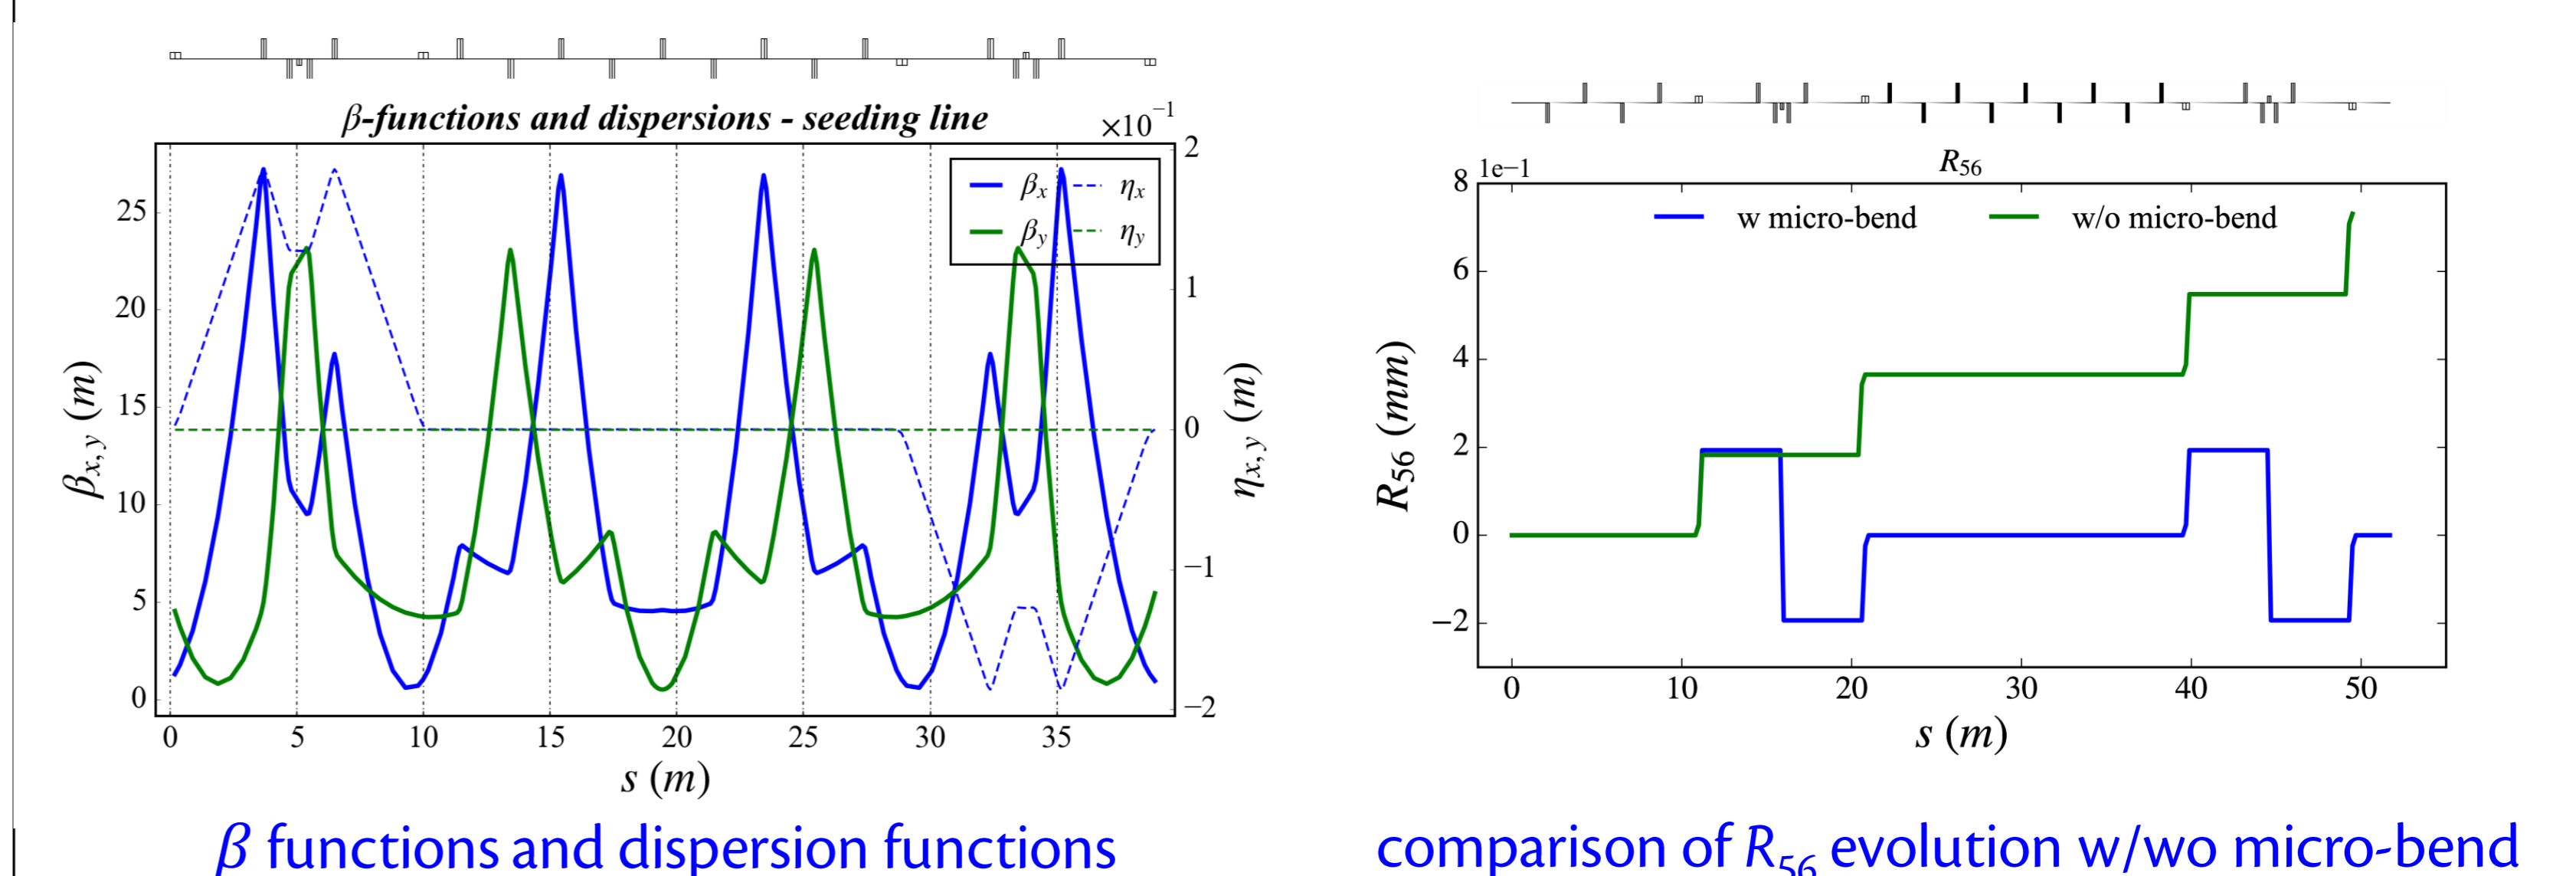 β-functions and dispersions - seeding line
×10⁻¹
βx ηx
βy ηy
25
20
15
10
5
0
βx, y (m)
2
1
0
−1
−2
ηx, y (m)
0 5 10 15 20 25 30 35
s (m)
β functions and dispersion functions
1e−1
R56
w micro-bend w/o micro-bend
8
6
4
2
0
−2
R56 (mm)
0 10 20 30 40 50
s (m)
comparison of R56 evolution w/wo micro-bend